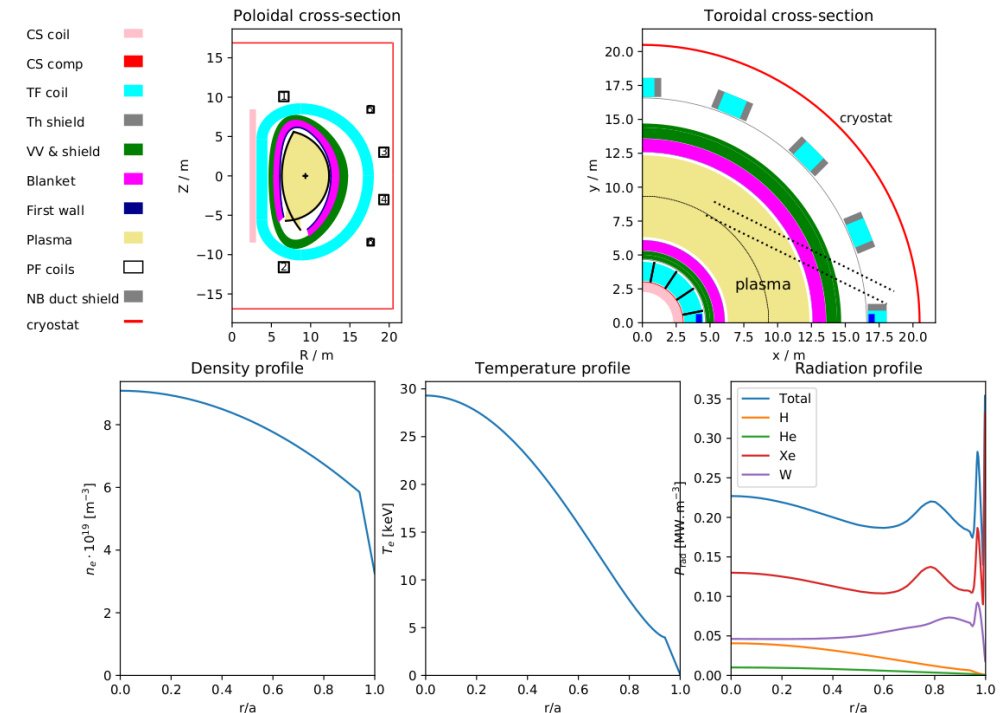 Poloidal cross-section
Toroidal cross-section
CS coil
CS comp
TF coil
Th shield
VV & shield
Blanket
First wall
Plasma
PF coils
NB duct shield
cryostat
15
10
5
0
−5
−10
−15
Z / m
1
2
3
4
0
5
10
15
20
R / m
20.0
17.5
15.0
12.5
10.0
7.5
5.0
2.5
0.0
y / m
cryostat
plasma
0.0
2.5
5.0
7.5
10.0
12.5
15.0
17.5
20.0
x / m
Density profile
8
6
4
2
0
n_e · 10^19 [m^−3]
0.0
0.2
0.4
0.6
0.8
1.0
r/a
Temperature profile
30
25
20
15
10
5
0
T_e [keV]
0.0
0.2
0.4
0.6
0.8
1.0
r/a
Radiation profile
0.35
0.30
0.25
0.20
0.15
0.10
0.05
0.00
P_rad [MW.m^−3]
Total
H
He
Xe
W
0.0
0.2
0.4
0.6
0.8
1.0
r/a